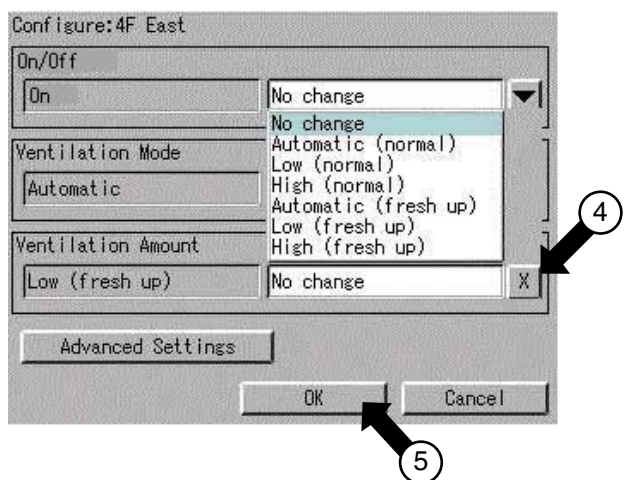 Configure:4F East
On/Off
On No change
No change
Automatic (normal)
Low (normal)
High (normal)
Automatic (fresh up)
Low (fresh up)
High (fresh up)
Ventilation Mode
Automatic
Ventilation Amount
Low (fresh up) No change X
4
Advanced Settings
OK Cancel
5